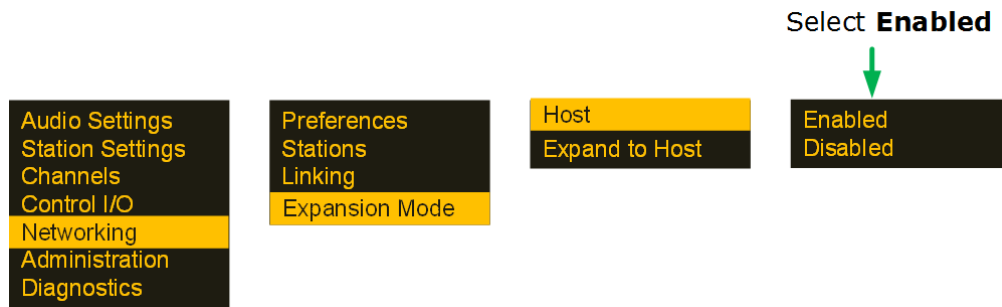 Select Enabled
Audio Settings
Station Settings
Channels
Control I/O
Networking
Administration
Diagnostics
Preferences
Stations
Linking
Expansion Mode
Host
Expand to Host
Enabled
Disabled